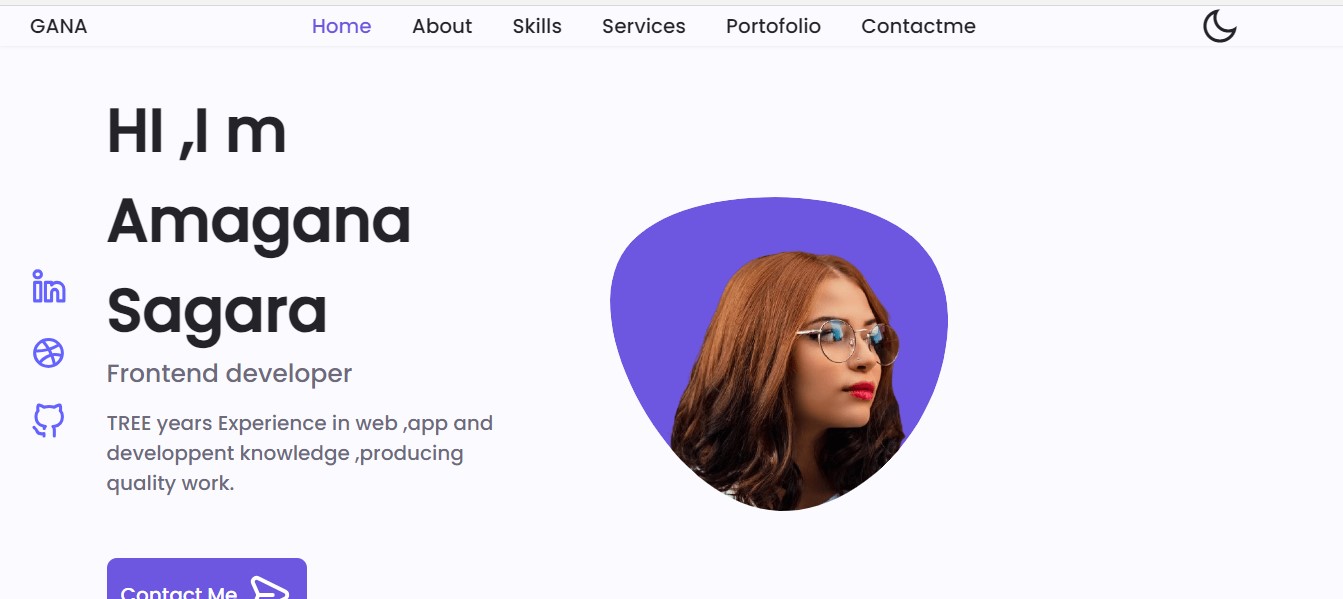 GANA Home About Skills Services Portofolio Contactme
HI ,I m
Amagana
Sagara
Frontend developer
TREE years Experience in web ,app and
developpent knowledge ,producing
quality work.
Contact Me